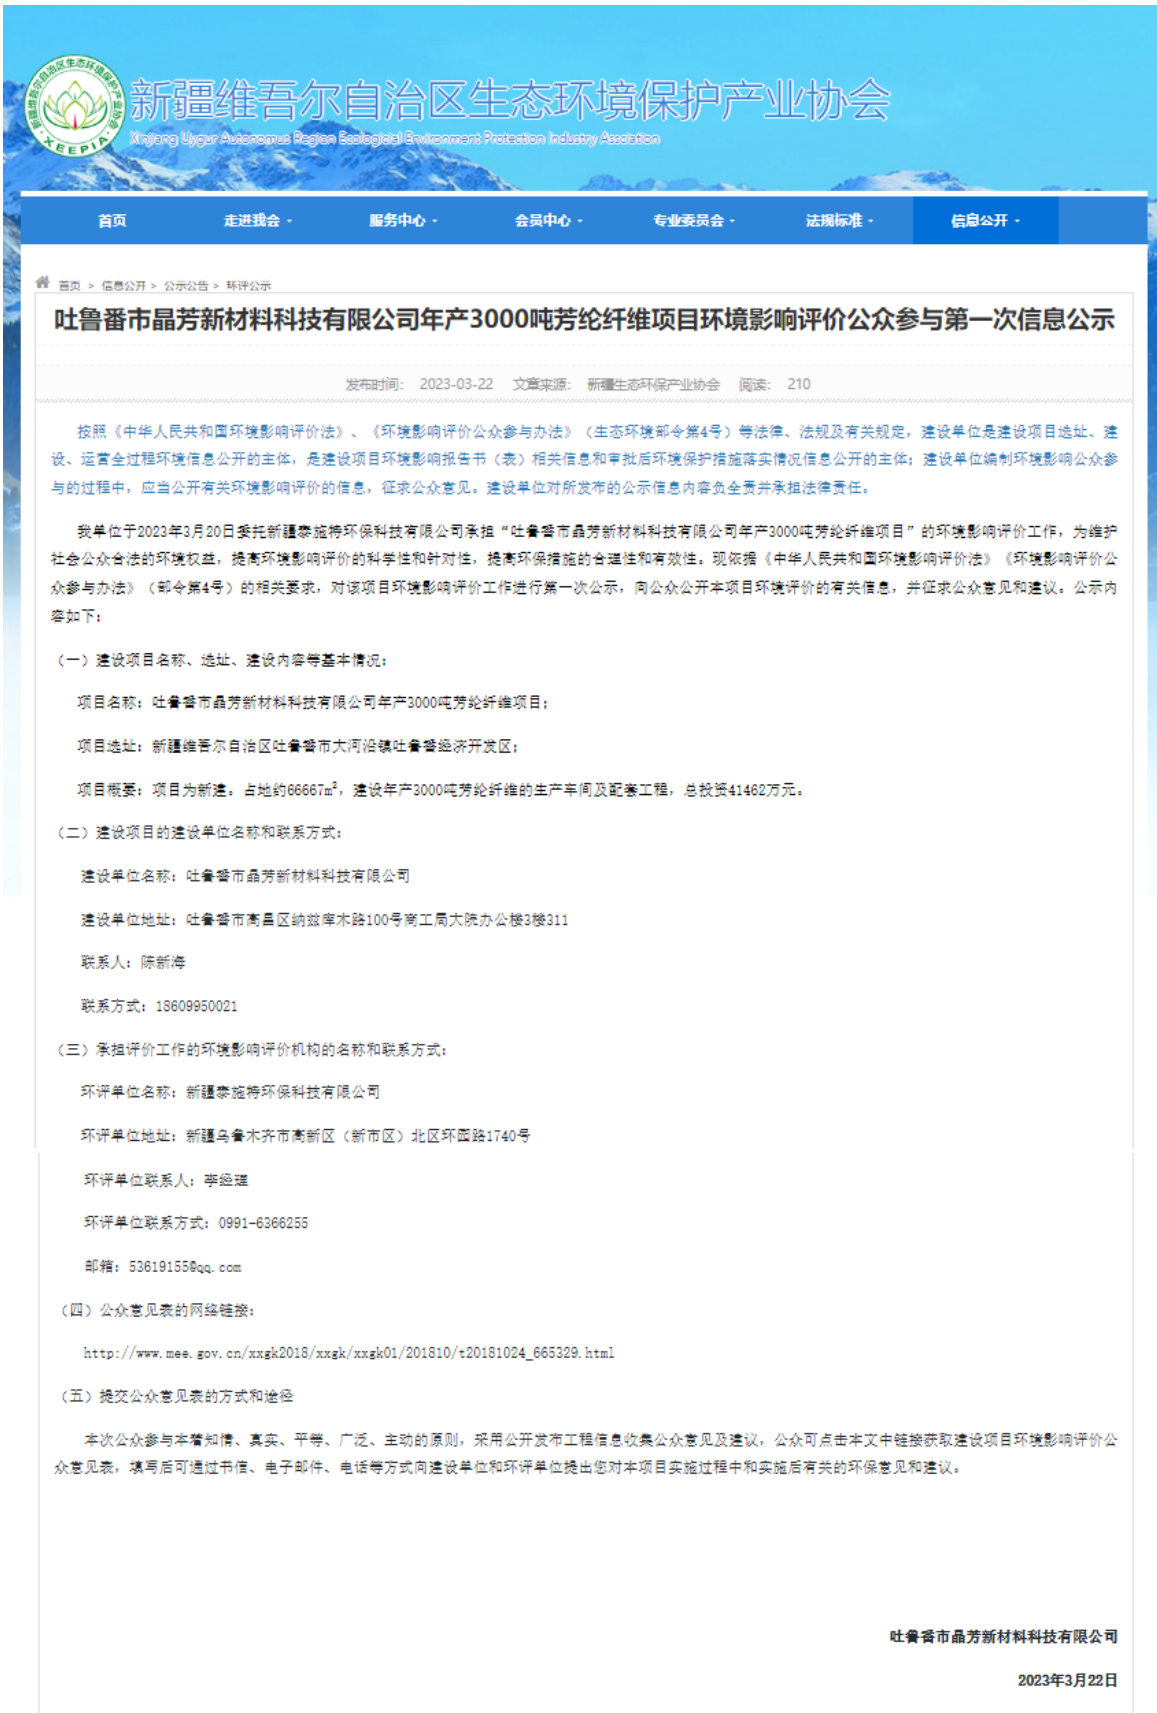 新疆维吾尔自治区生态环境保护产业协会
XEEPIA
新疆维吾尔自治区生态环境保护产业协会
Xinjiang Uygur Autonomus Region Ecologicial Environment Protection Industry Assciation
首页 走进我会 服务中心 会员中心 专业委员会 法规标准 信息公开
首页 > 信息公开 > 公示公告 > 环评公示
吐鲁番市晶芳新材料科技有限公司年产3000吨芳纶纤维项目环境影响评价公众参与第一次信息公示
发布时间: 2023-03-22 文章来源: 新疆生态环保产业协会 阅读: 210
按照《中华人民共和国环境影响评价法》、《环境影响评价公众参与办法》（生态环境部令第4号）等法律、法规及有关规定，建设单位是建设项目选址、建
设、运营全过程环境信息公开的主体，是建设项目环境影响报告书（表）相关信息和审批后环境保护措施落实情况信息公开的主体；建设单位编制环境影响公众参
与的过程中，应当公开有关环境影响评价的信息，征求公众意见。建设单位对所发布的公示信息内容负全责并承担法律责任。
我单位于2023年3月20日委托新疆泰施特环保科技有限公司承担“吐鲁番市晶芳新材料科技有限公司年产3000吨芳纶纤维项目”的环境影响评价工作，为维护
社会公众合法的环境权益，提高环境影响评价的科学性和针对性，提高环保措施的合理性和有效性。现依据《中华人民共和国环境影响评价法》《环境影响评价公
众参与办法》（部令第4号）的相关要求，对该项目环境影响评价工作进行第一次公示，向公众公开本项目环境评价的有关信息，并征求公众意见和建议。公示内
容如下：
（一）建设项目名称、选址、建设内容等基本情况：
项目名称：吐鲁番市晶芳新材料科技有限公司年产3000吨芳纶纤维项目；
项目选址：新疆维吾尔自治区吐鲁番市大河沿镇吐鲁番经济开发区；
项目概要：项目为新建。占地约66667m²，建设年产3000吨芳纶纤维的生产车间及配套工程，总投资41462万元。
（二）建设项目的建设单位名称和联系方式：
建设单位名称：吐鲁番市晶芳新材料科技有限公司
建设单位地址：吐鲁番市高昌区纳兹库木路100号商工局大院办公楼3楼311
联系人：陈新海
联系方式：18609950021
（三）承担评价工作的环境影响评价机构的名称和联系方式：
环评单位名称：新疆泰施特环保科技有限公司
环评单位地址：新疆乌鲁木齐市高新区（新市区）北区环园路1740号
环评单位联系人：李经理
环评单位联系方式：0991-6366255
邮箱：53619155@qq.com
（四）公众意见表的网络链接：
http://www.mee.gov.cn/xxgk2018/xxgk/xxgk01/201810/t20181024_665329.html
（五）提交公众意见表的方式和途径
本次公众参与本着知情、真实、平等、广泛、主动的原则，采用公开发布工程信息收集公众意见及建议，公众可点击本文中链接获取建设项目环境影响评价公
众意见表，填写后可通过书信、电子邮件、电话等方式向建设单位和环评单位提出您对本项目实施过程中和实施后有关的环保意见和建议。
吐鲁番市晶芳新材料科技有限公司
2023年3月22日